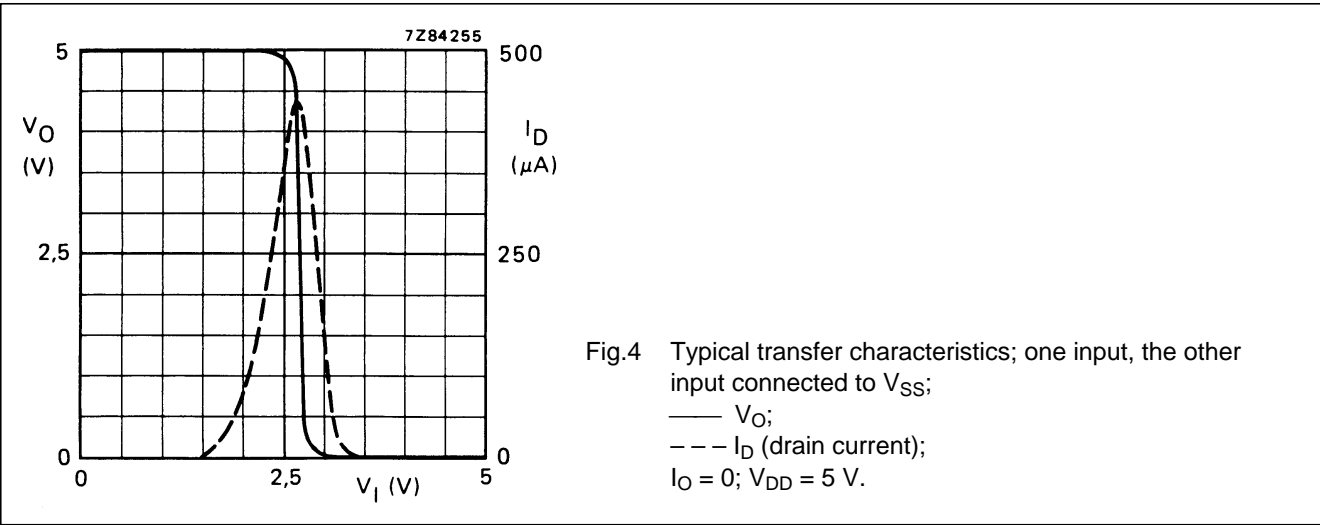 7Z84255
5
500
V_O
(V)
I_D
(μA)
2,5
250
0
0
0
2,5
5
V_I (V)
Fig.4 Typical transfer characteristics; one input, the other
input connected to V_SS;
—— V_O;
– – – I_D (drain current);
I_O = 0; V_DD = 5 V.